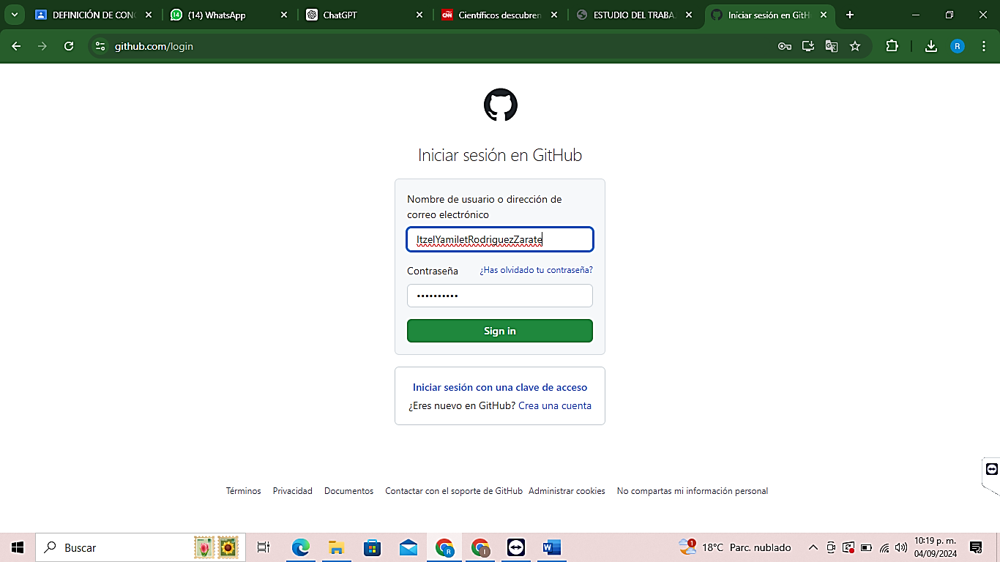 DEFINICIÓN DE CON
(14) WhatsApp
ChatGPT
Científicos descubren
ESTUDIO DEL TRABA
Iniciar sesión en GitH
github.com/login
R
Iniciar sesión en GitHub
Nombre de usuario o dirección de
correo electrónico
ItzelYamiletRodriguezZarate
Contraseña
¿Has olvidado tu contraseña?
Sign in
Iniciar sesión con una clave de acceso
¿Eres nuevo en GitHub? Crea una cuenta
Términos Privacidad Documentos Contactar con el soporte de GitHub Administrar cookies No compartas mi información personal
Buscar
18°C Parc. nublado
10:19 p. m.
04/09/2024